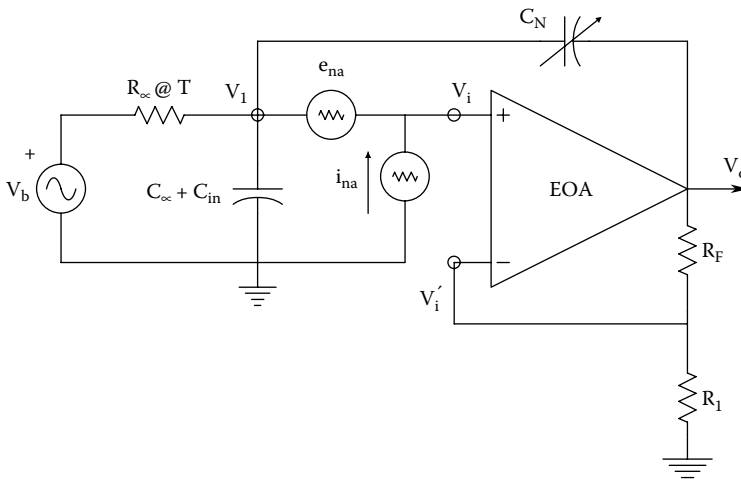 C_N
e_na
R_∞ @ T
V_1
V_i
+
+
V_b
C_∞ + C_in
i_na
EOA
V_o
−
R_F
V_i′
R_1